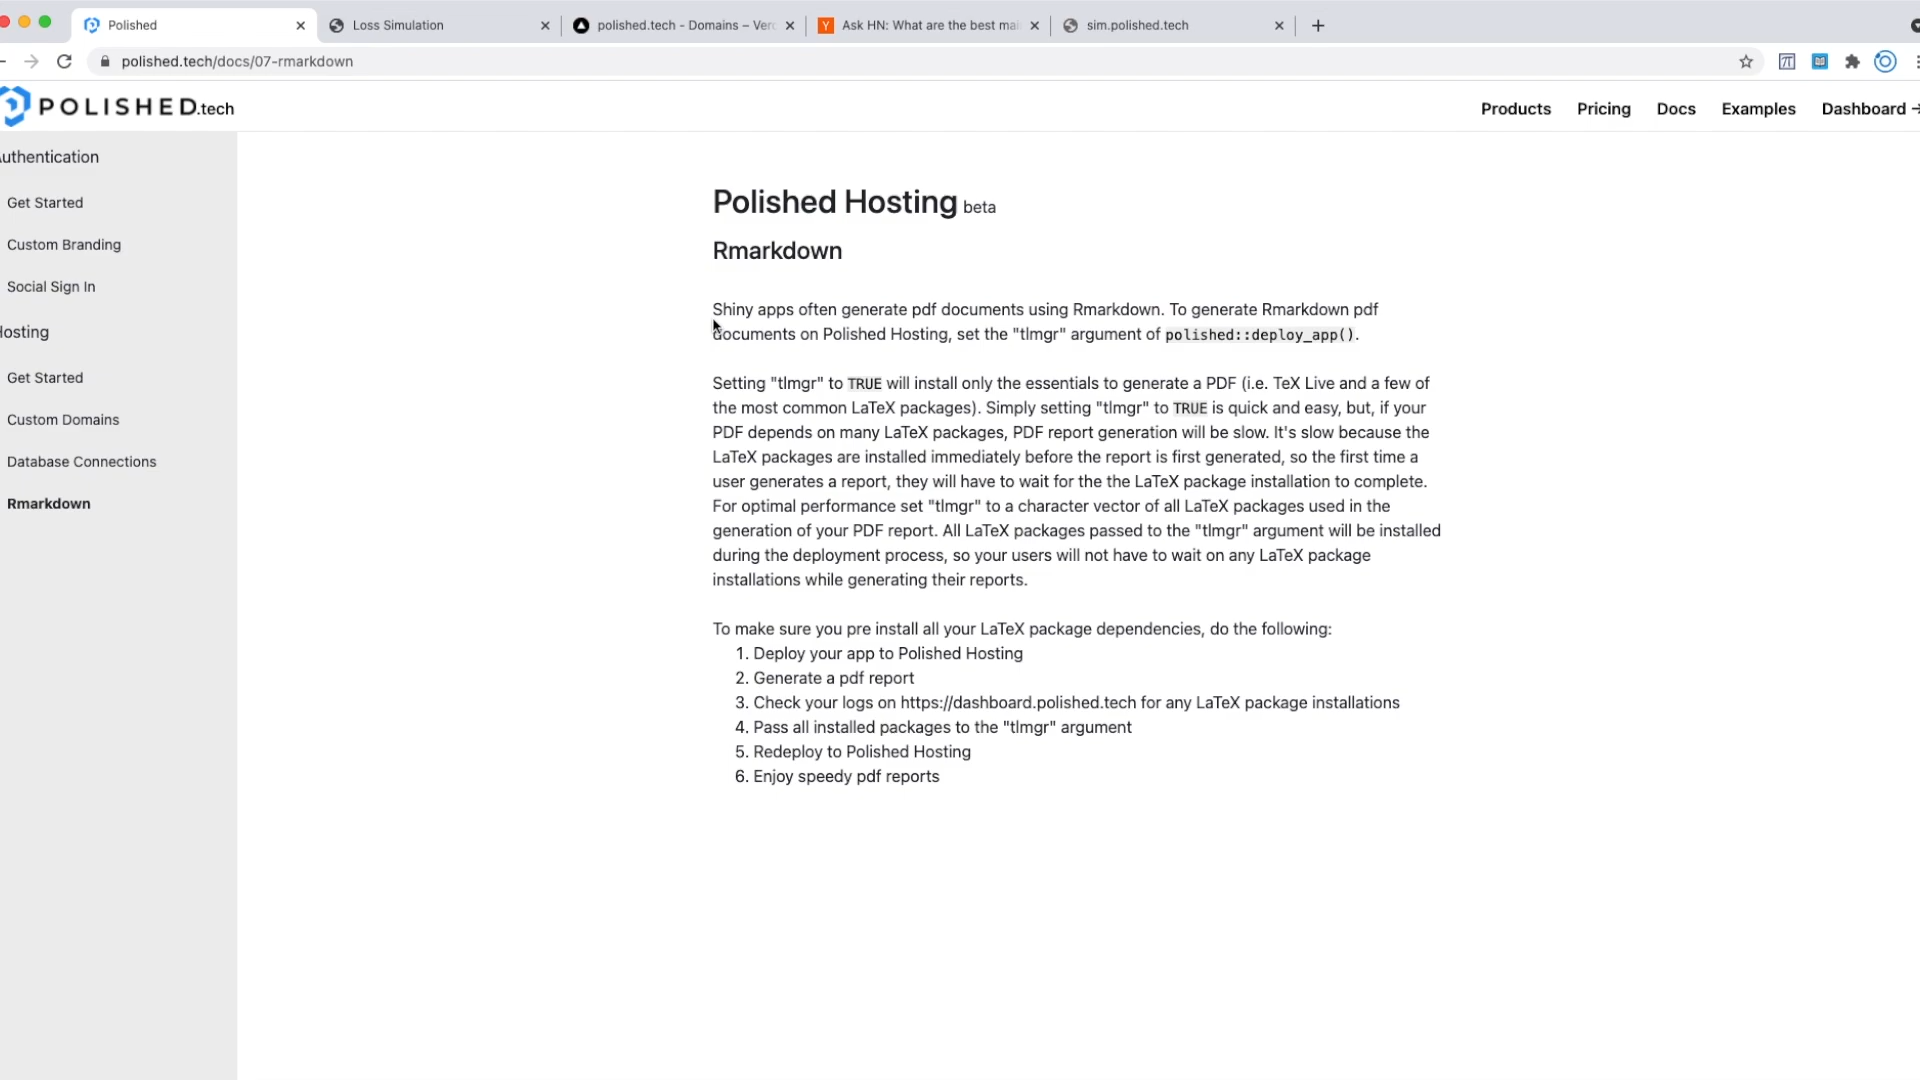 Polished
Loss Simulation
polished.tech - Domains – Verc
Ask HN: What are the best mai
sim.polished.tech
polished.tech/docs/07-rmarkdown
POLISHED.tech
Products
Pricing
Docs
Examples
Dashboard
uthentication
Get Started
Custom Branding
Social Sign In
osting
Get Started
Custom Domains
Database Connections
Rmarkdown
Polished Hosting beta
Rmarkdown
Shiny apps often generate pdf documents using Rmarkdown. To generate Rmarkdown pdf
documents on Polished Hosting, set the "tlmgr" argument of polished::deploy_app().
Setting "tlmgr" to TRUE will install only the essentials to generate a PDF (i.e. TeX Live and a few of
the most common LaTeX packages). Simply setting "tlmgr" to TRUE is quick and easy, but, if your
PDF depends on many LaTeX packages, PDF report generation will be slow. It's slow because the
LaTeX packages are installed immediately before the report is first generated, so the first time a
user generates a report, they will have to wait for the the LaTeX package installation to complete.
For optimal performance set "tlmgr" to a character vector of all LaTeX packages used in the
generation of your PDF report. All LaTeX packages passed to the "tlmgr" argument will be installed
during the deployment process, so your users will not have to wait on any LaTeX package
installations while generating their reports.
To make sure you pre install all your LaTeX package dependencies, do the following:
1. Deploy your app to Polished Hosting
2. Generate a pdf report
3. Check your logs on https://dashboard.polished.tech for any LaTeX package installations
4. Pass all installed packages to the "tlmgr" argument
5. Redeploy to Polished Hosting
6. Enjoy speedy pdf reports